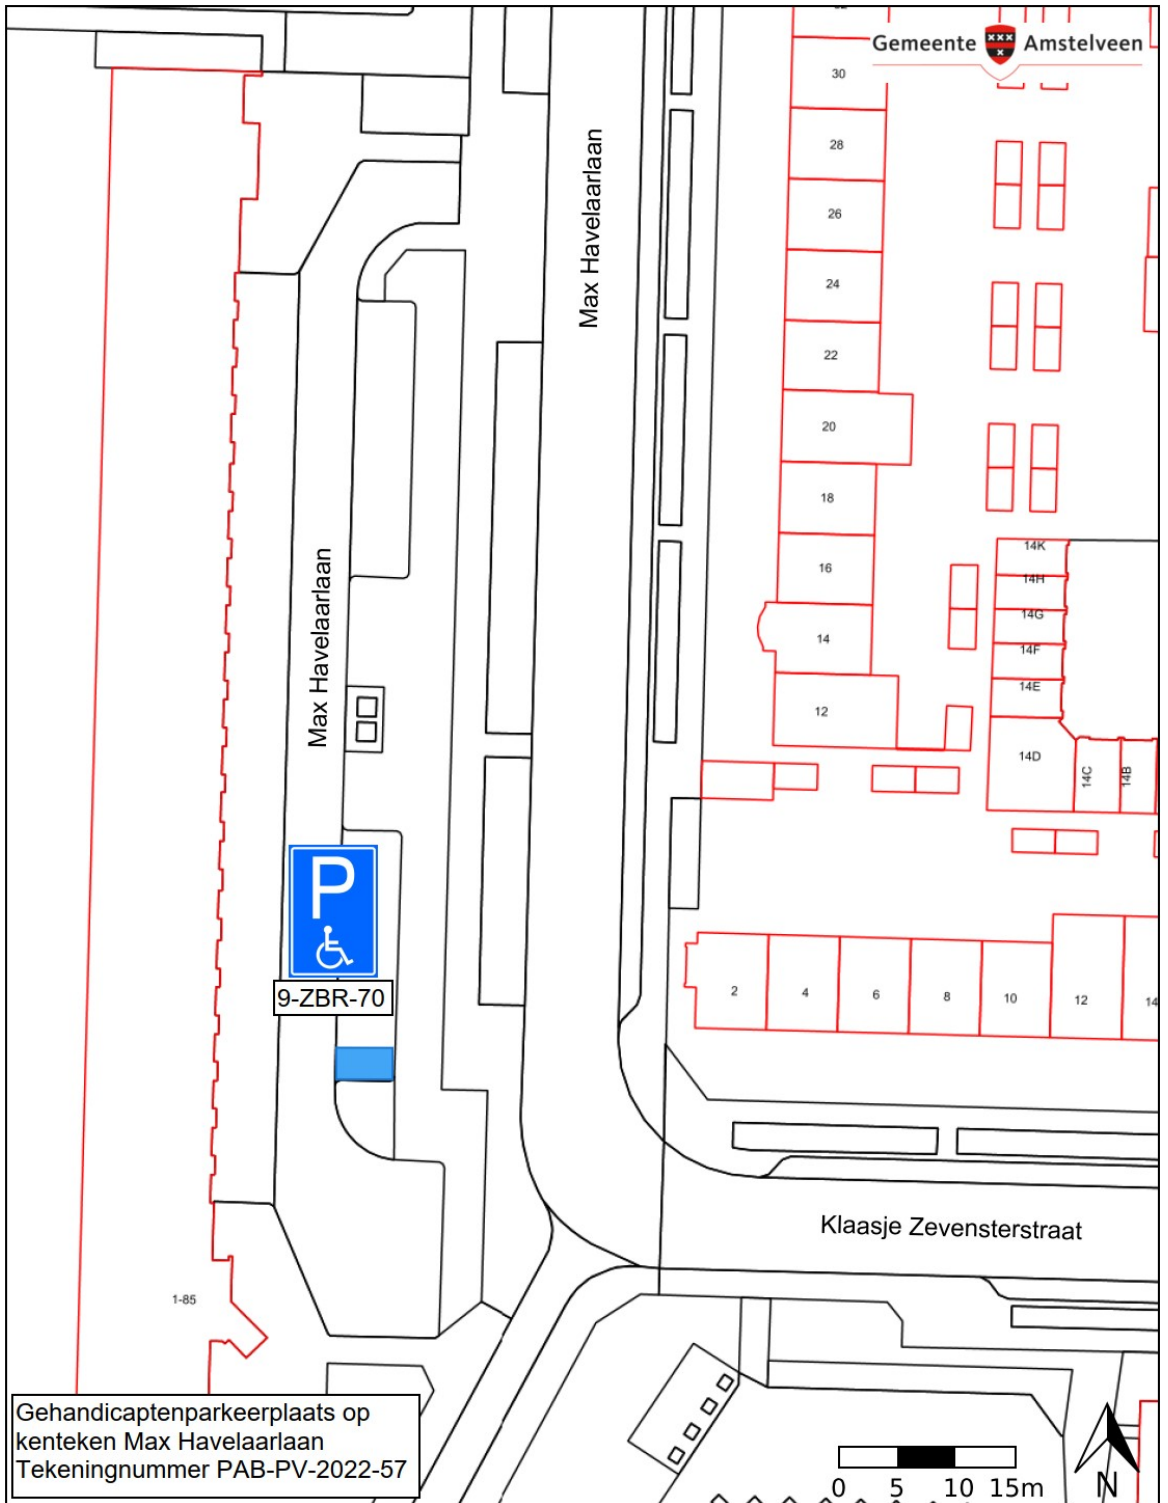 Gemeente Amstelveen
30
28
26
24
22
20
18
16
14
12
Max Havelaarlaan
Max Havelaarlaan
14K
14H
14G
14F
14E
14D
14C
14B
P
9-ZBR-70
2
4
6
8
10
12
14
Klaasje Zevensterstraat
1-85
Gehandicaptenparkeerplaats op
kenteken Max Havelaarlaan
Tekeningnummer PAB-PV-2022-57
0 5 10 15m
N